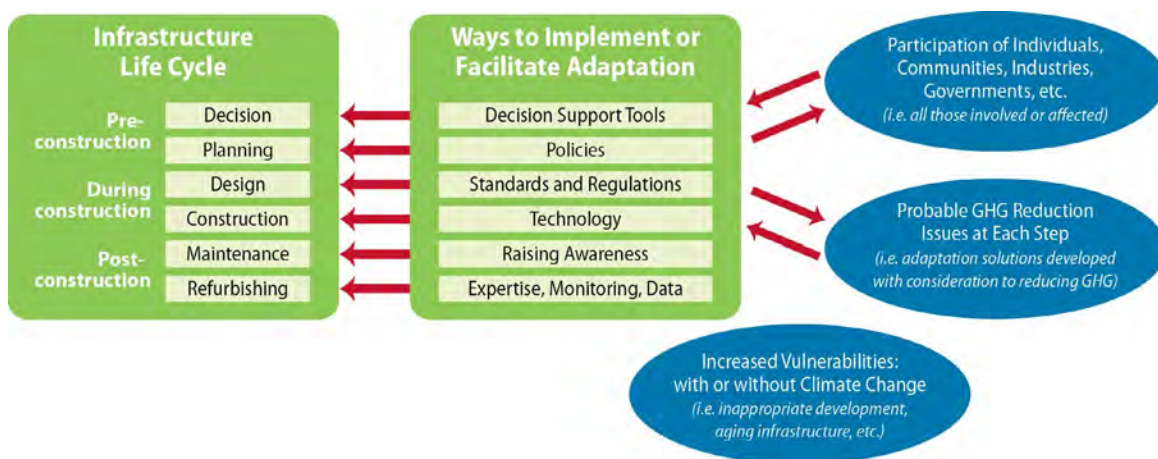 Infrastructure
Life Cycle
Pre-
construction
Decision
Planning
During
construction
Design
Construction
Post-
construction
Maintenance
Refurbishing
Ways to Implement or
Facilitate Adaptation
Decision Support Tools
Policies
Standards and Regulations
Technology
Raising Awareness
Expertise, Monitoring, Data
Participation of Individuals,
Communities, Industries,
Governments, etc.
(i.e. all those involved or affected)
Probable GHG Reduction
Issues at Each Step
(i.e. adaptation solutions developed
with consideration to reducing GHG)
Increased Vulnerabilities:
with or without Climate Change
(i.e. inappropriate development,
aging infrastructure, etc.)